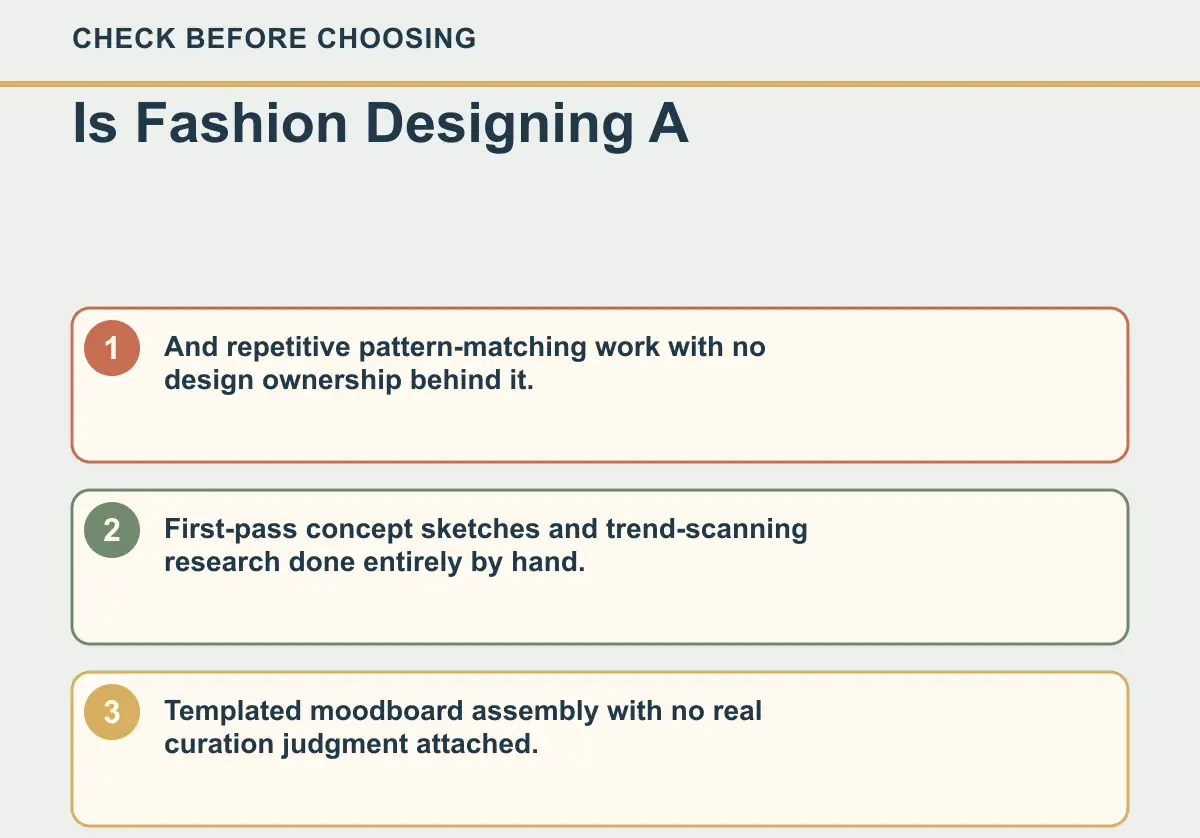 CHECK BEFORE CHOOSING
Is Fashion Designing A
1
And repetitive pattern-matching work with no
design ownership behind it.
2
First-pass concept sketches and trend-scanning
research done entirely by hand.
3
Templated moodboard assembly with no real
curation judgment attached.